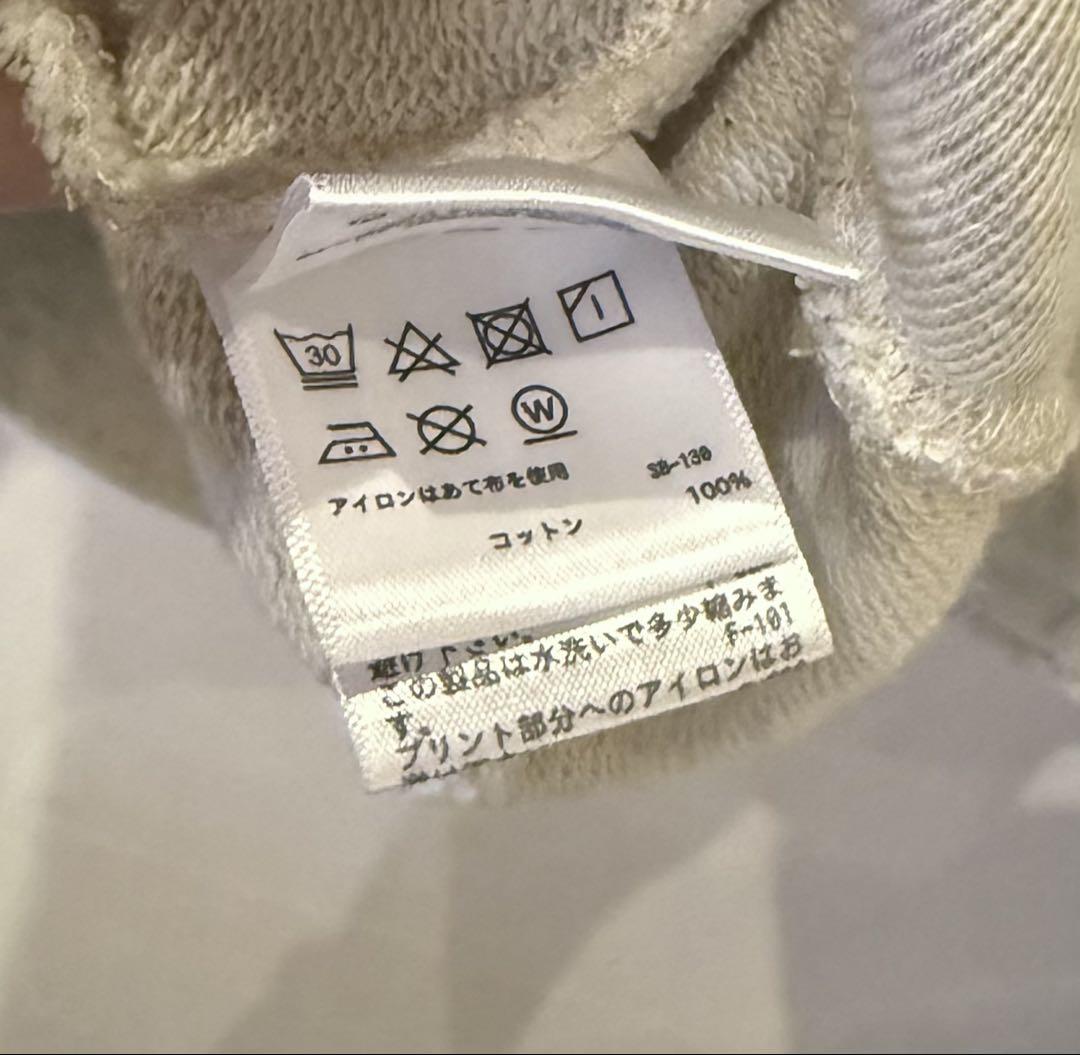 30
W
アイロンはあて布を使用
SB-130
コットン 100%
この製品は水洗いで多少縮みま
す。
F-101
プリント部分へのアイロンはお